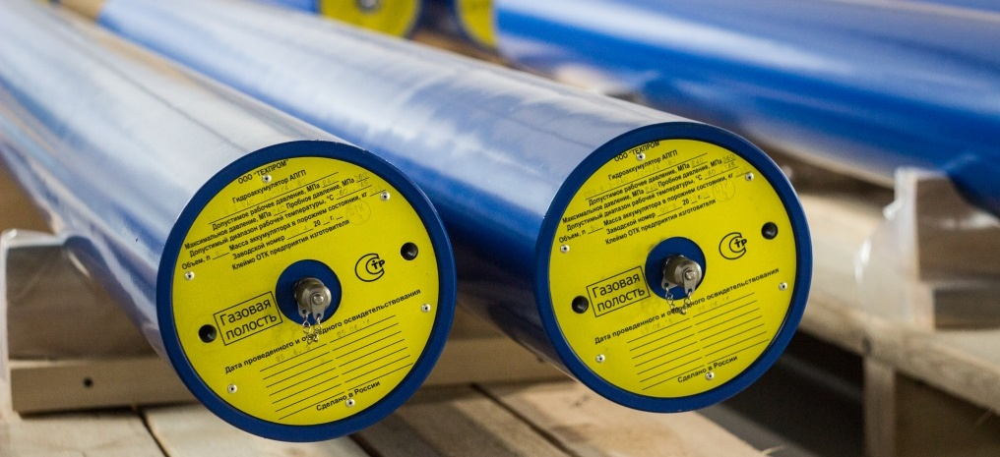 ООО "ТЕХПРОМ"
Гидроаккумулятор АПГП
Допустимое рабочее давление, МПа
Максимальное давление, МПа Пробное давление, МПа
Допустимый диапазон рабочей температуры, °С
Объем, л Масса аккумулятора в порожнем состоянии, кг
Заводской номер 20 г.
Клеймо ОТК предприятия изготовителя
СТР
Газовая
полость
Дата проведенного и очередного освидетельствования
Сделано в России
ООО "ТЕХПРОМ"
Гидроаккумулятор АПГП
Допустимое рабочее давление, МПа
Максимальное давление, МПа Пробное давление, МПа
Допустимый диапазон рабочей температуры, °С
Объем, л Масса аккумулятора в порожнем состоянии, кг
Заводской номер 20 г.
Клеймо ОТК предприятия изготовителя
СТР
Газовая
полость
Дата проведенного и очередного освидетельствования
Сделано в России